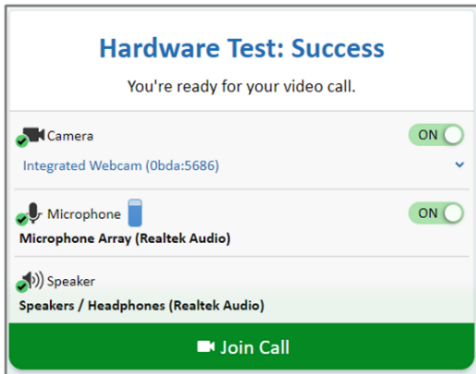 Hardware Test: Success
You're ready for your video call.
Camera ON
Integrated Webcam (0bda:5686)
Microphone ON
Microphone Array (Realtek Audio)
Speaker
Speakers / Headphones (Realtek Audio)
Join Call